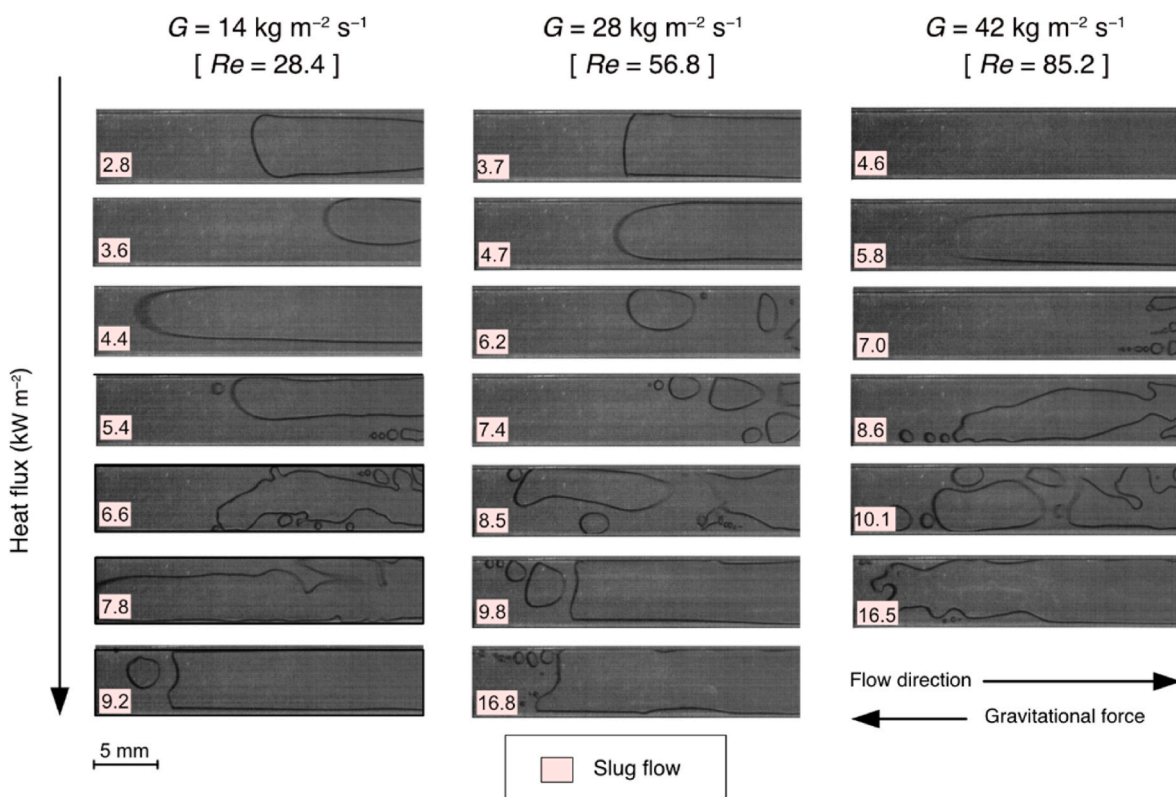 G = 14 kg m⁻² s⁻¹
[ Re = 28.4 ]
G = 28 kg m⁻² s⁻¹
[ Re = 56.8 ]
G = 42 kg m⁻² s⁻¹
[ Re = 85.2 ]
Heat flux (kW m⁻²)
2.8
3.6
4.4
5.4
6.6
7.8
9.2
3.7
4.7
6.2
7.4
8.5
9.8
16.8
4.6
5.8
7.0
8.6
10.1
16.5
Flow direction
Gravitational force
5 mm
Slug flow